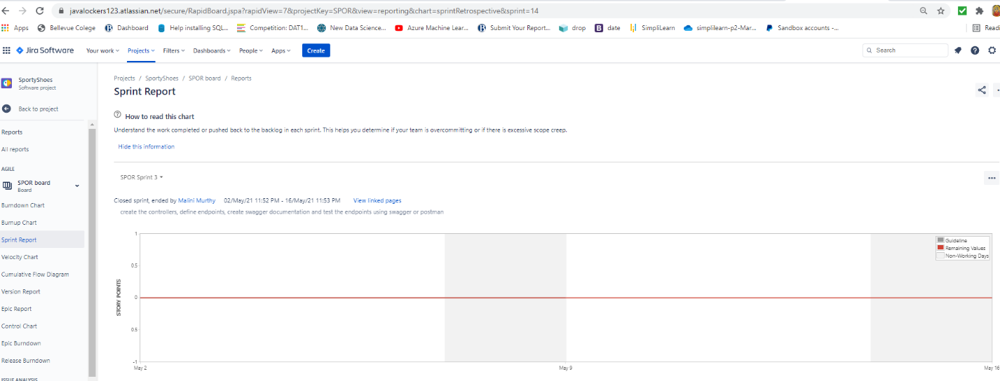 javalockers123.atlassian.net/secure/RapidBoard.jspa?rapidView=7&projectKey=SPOR&view=reporting&chart=sprintRetrospective&sprint=14
Apps Bellevue Colege Dashboard Help installing SQL... Competition: DAT1... New Data Science... Azure Machine Lear... Submit Your Report... drop date SimpliLearn simplilearn-p2-Mar... Sandbox accounts -... Readi
Jira Software Your work Projects Filters Dashboards People Apps Create Search
SportyShoes
Software project
Back to project
Reports
All reports
AGILE
SPOR board
Board
Burndown Chart
Burnup Chart
Sprint Report
Velocity Chart
Cumulative Flow Diagram
Version Report
Epic Report
Control Chart
Epic Burndown
Release Burndown
ISSUE ANALYSIS
Projects / SportyShoes / SPOR board / Reports
Sprint Report
How to read this chart
Understand the work completed or pushed back to the backlog in each sprint. This helps you determine if your team is overcommitting or if there is excessive scope creep.
Hide this information
SPOR Sprint 3
Closed sprint, ended by Malini Murthy 02/May/21 11:52 PM - 16/May/21 11:53 PM View linked pages
create the controllers, define endpoints, create swagger documentation and test the endpoints using swagger or postman
Guideline
Remaining Values
Non-Working Days
STORY POINTS
1
0.5
0
0.5
-1
May 2 May 9 May 16